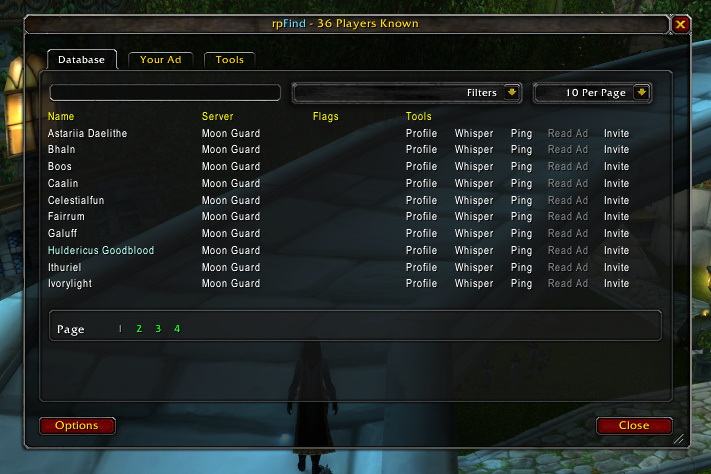 rpFind - 36 Players Known
Database Your Ad Tools
Filters 10 Per Page
Name Server Flags Tools
Astariia Daelithe Moon Guard Profile Whisper Ping Read Ad Invite
Bhaln Moon Guard Profile Whisper Ping Read Ad Invite
Boos Moon Guard Profile Whisper Ping Read Ad Invite
Caalin Moon Guard Profile Whisper Ping Read Ad Invite
Celestialfun Moon Guard Profile Whisper Ping Read Ad Invite
Fairrum Moon Guard Profile Whisper Ping Read Ad Invite
Galuff Moon Guard Profile Whisper Ping Read Ad Invite
Huldericus Goodblood Moon Guard Profile Whisper Ping Read Ad Invite
Ithuriel Moon Guard Profile Whisper Ping Read Ad Invite
Ivorylight Moon Guard Profile Whisper Ping Read Ad Invite
Page 1 2 3 4
Options Close